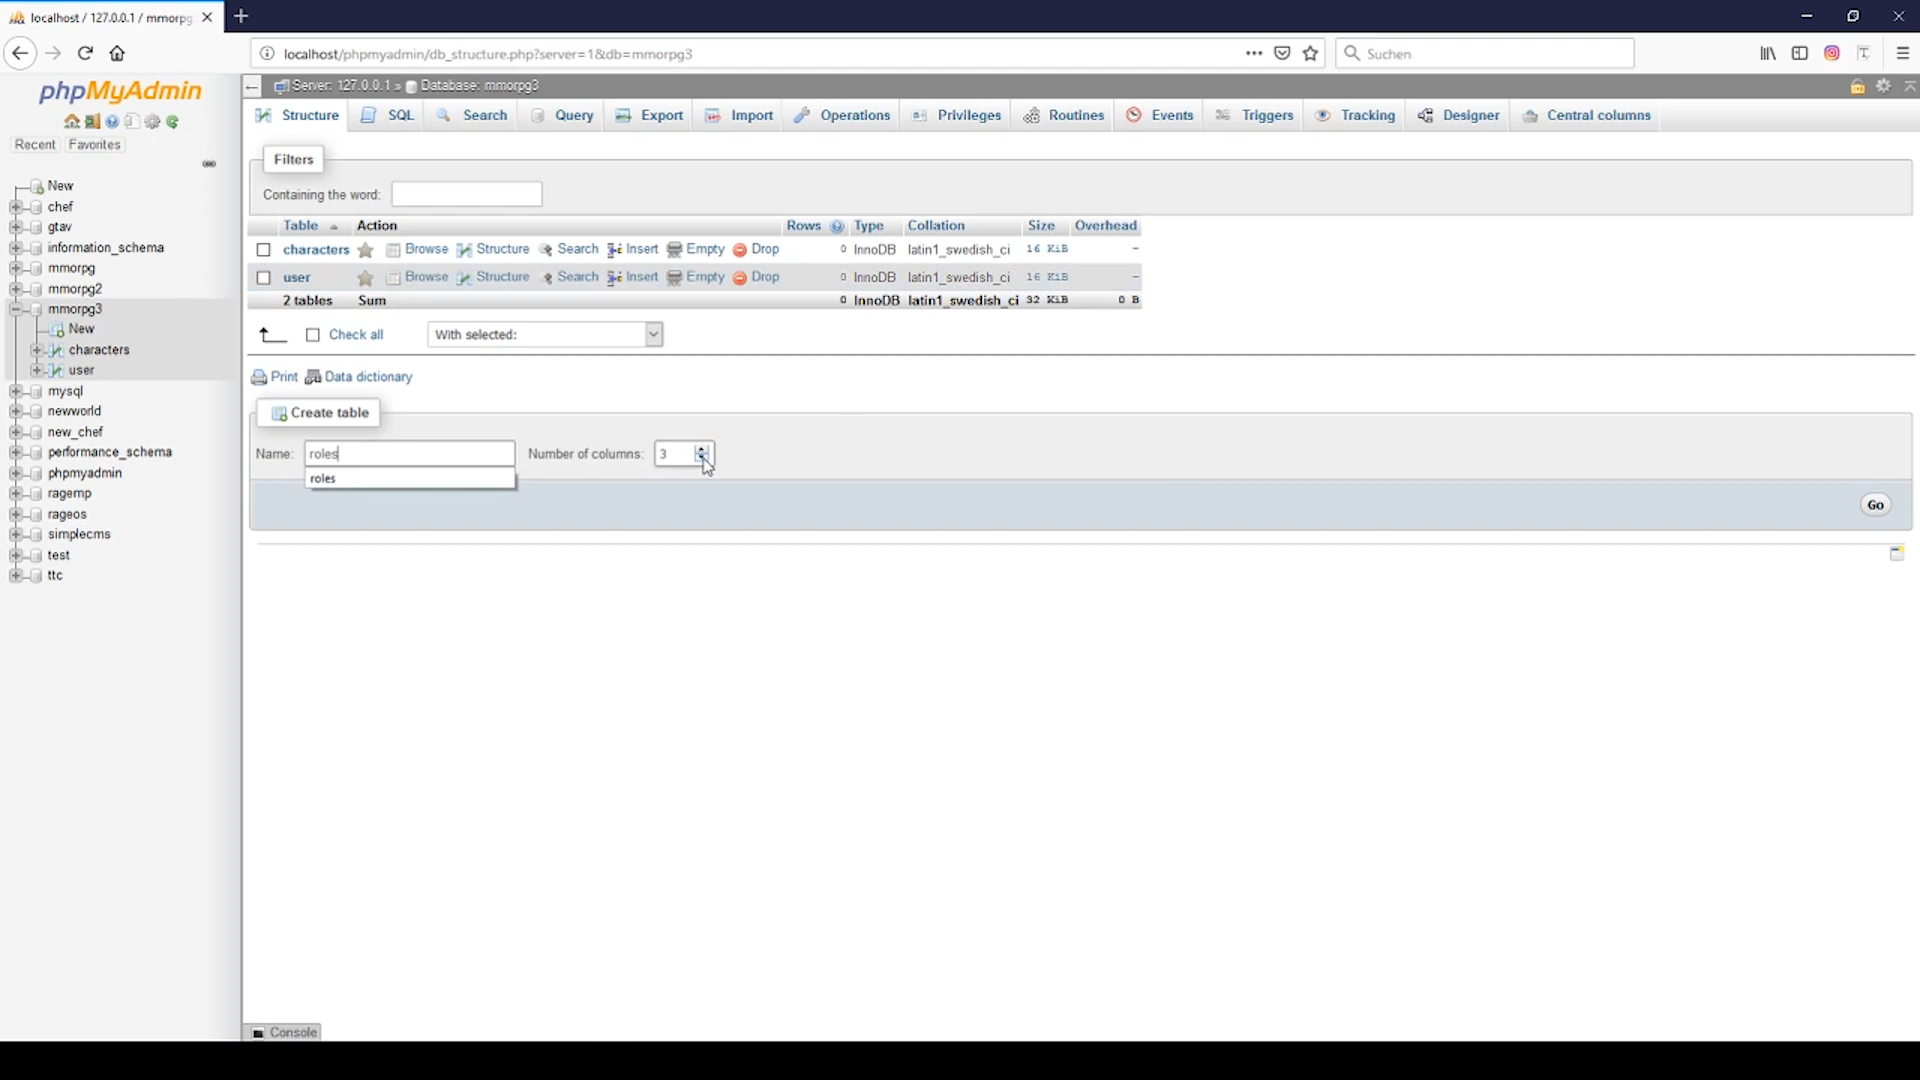 localhost / 127.0.0.1 / mmorpg
localhost/phpmyadmin/db_structure.php?server=1&db=mmorpg3
Suchen
phpMyAdmin
Recent Favorites
New
chef
gtav
information_schema
mmorpg
mmorpg2
mmorpg3
New
characters
user
mysql
newworld
new_chef
performance_schema
phpmyadmin
ragemp
rageos
simplecms
test
ttc
Server: 127.0.0.1 » Database: mmorpg3
Structure SQL Search Query Export Import Operations Privileges Routines Events Triggers Tracking Designer Central columns
Filters
Containing the word:
Table Action Rows Type Collation Size Overhead
characters Browse Structure Search Insert Empty Drop 0 InnoDB latin1_swedish_ci 16 KiB -
user Browse Structure Search Insert Empty Drop 0 InnoDB latin1_swedish_ci 16 KiB -
2 tables Sum 0 InnoDB latin1_swedish_ci 32 KiB 0 B
Check all With selected:
Print Data dictionary
Create table
Name: roles Number of columns: 3
roles
Go
Console